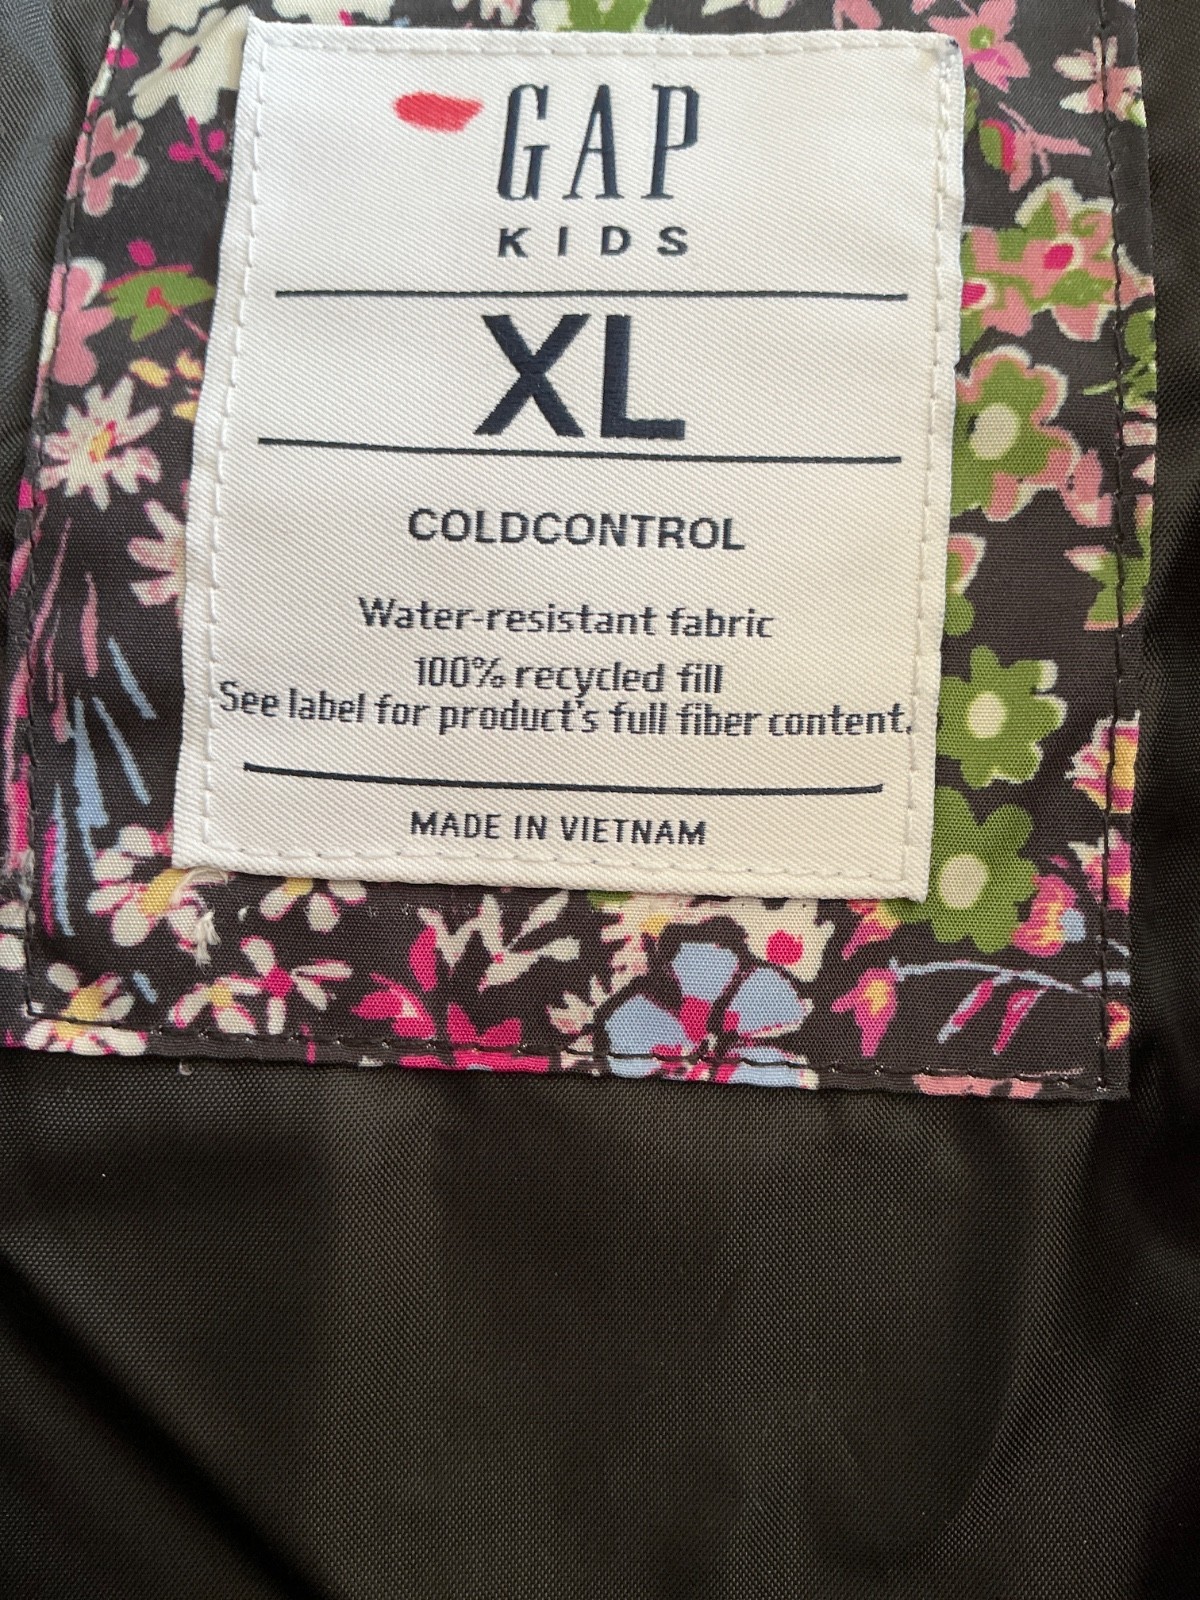 GAP
KIDS
XL
COLDCONTROL
Water-resistant fabric
100% recycled fill
See label for product's full fiber content.
MADE IN VIETNAM